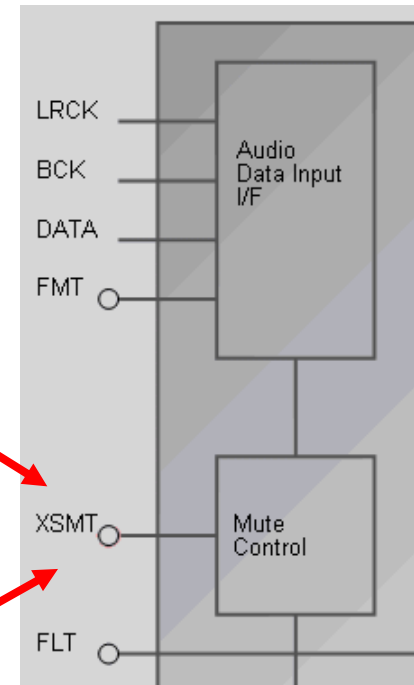 LRCK
BCK
DATA
FMT
Audio
Data Input
I/F
XSMT
Mute
Control
FLT